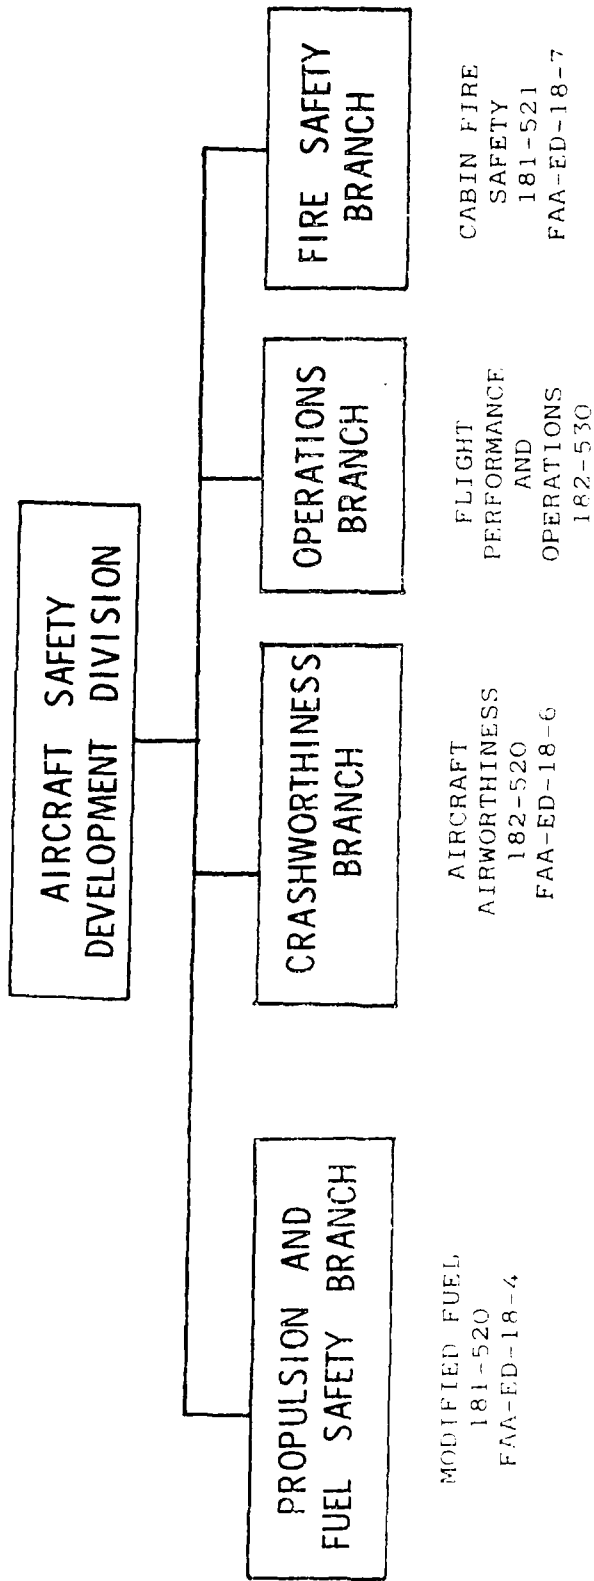 AIRCRAFT SAFETY
DEVELOPMENT DIVISION
PROPULSION AND
FUEL SAFETY BRANCH
MODIFIED FUEL
181-520
FAA-ED-18-4
CRASHWORTHINESS
BRANCH
AIRCRAFT
AIRWORTHINESS
182-520
FAA-ED-18-6
OPERATIONS
BRANCH
FLIGHT
PERFORMANCE
AND
OPERATIONS
182-530
FIRE SAFETY
BRANCH
CABIN FIRE
SAFETY
181-521
FAA-ED-18-7